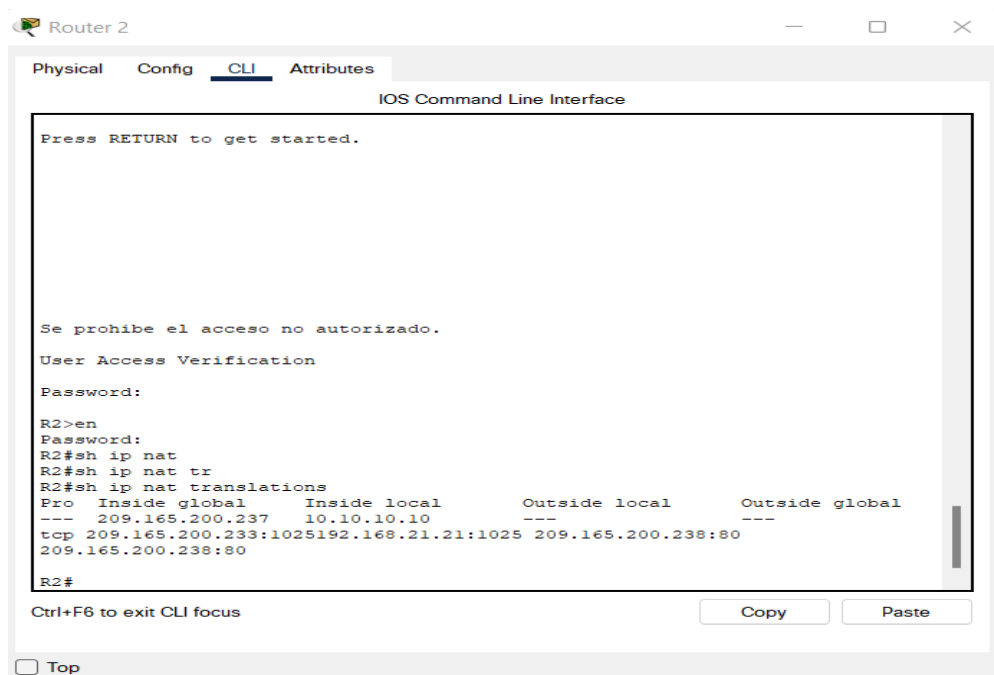 Router 2
Physical Config CLI Attributes
IOS Command Line Interface
Press RETURN to get started.
Se prohibe el acceso no autorizado.
User Access Verification
Password:
R2>en
Password:
R2#sh ip nat
R2#sh ip nat tr
R2#sh ip nat translations
Pro  Inside global     Inside local       Outside local      Outside global
---  209.165.200.237   10.10.10.10        ---                ---
tcp 209.165.200.233:1025192.168.21.21:1025 209.165.200.238:80
209.165.200.238:80
R2#
Ctrl+F6 to exit CLI focus
Copy Paste
Top